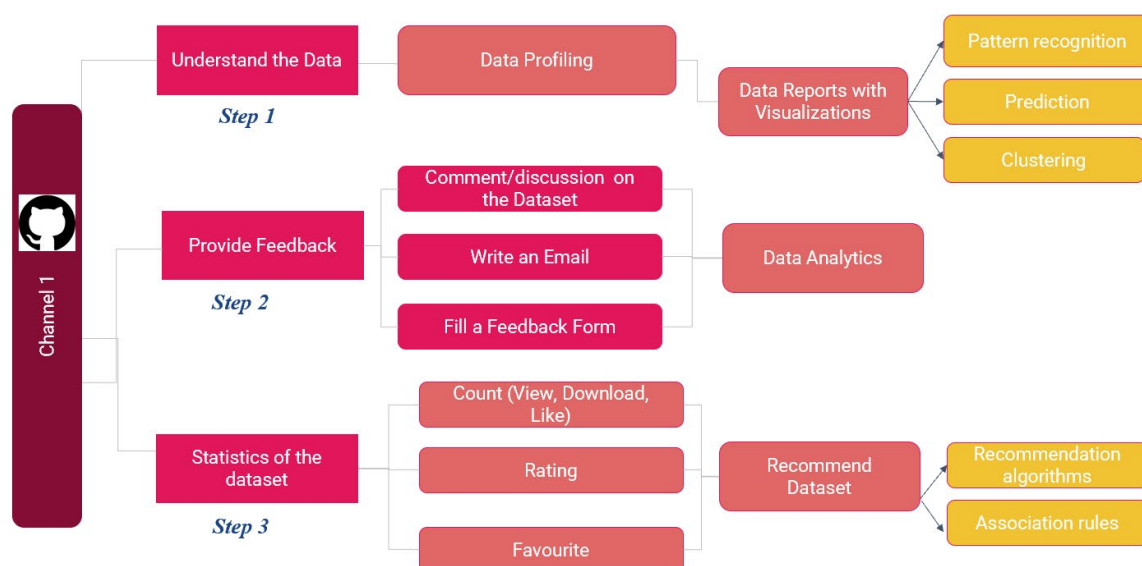 Understand the Data
Step 1
Data Profiling
Data Reports with
Visualizations
Pattern recognition
Prediction
Clustering
Channel 1
Provide Feedback
Step 2
Comment/discussion on
the Dataset
Write an Email
Fill a Feedback Form
Data Analytics
Statistics of the
dataset
Step 3
Count (View, Download,
Like)
Rating
Favourite
Recommend
Dataset
Recommendation
algorithms
Association rules